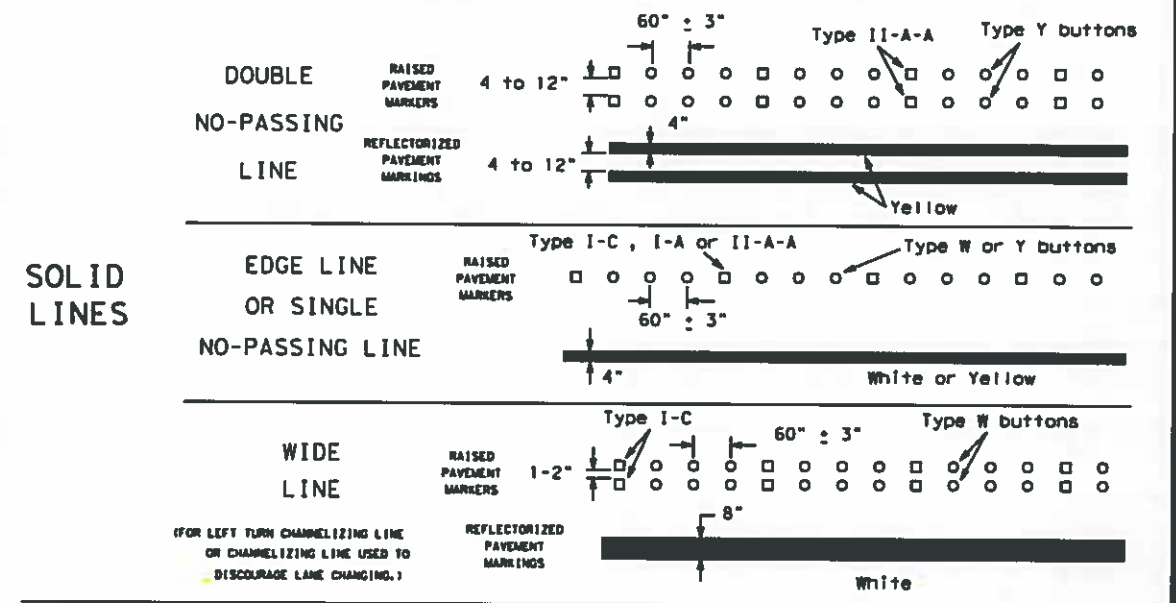 SOLID
LINES
DOUBLE
NO-PASSING
LINE
RAISED
PAVEMENT
MARKERS
4 to 12"
60" ± 3"
Type II-A-A
Type Y buttons
REFLECTORIZED
PAVEMENT
MARKINGS
4 to 12"
4"
Yellow
EDGE LINE
OR SINGLE
NO-PASSING LINE
RAISED
PAVEMENT
MARKERS
Type I-C , I-A or II-A-A
Type W or Y buttons
60" ± 3"
4"
White or Yellow
WIDE
LINE
(FOR LEFT TURN CHANNELIZING LINE
OR CHANNELIZING LINE USED TO
DISCOURAGE LANE CHANGING.)
RAISED
PAVEMENT
MARKERS
1-2"
Type I-C
60" ± 3"
Type W buttons
REFLECTORIZED
PAVEMENT
MARKINGS
8"
White